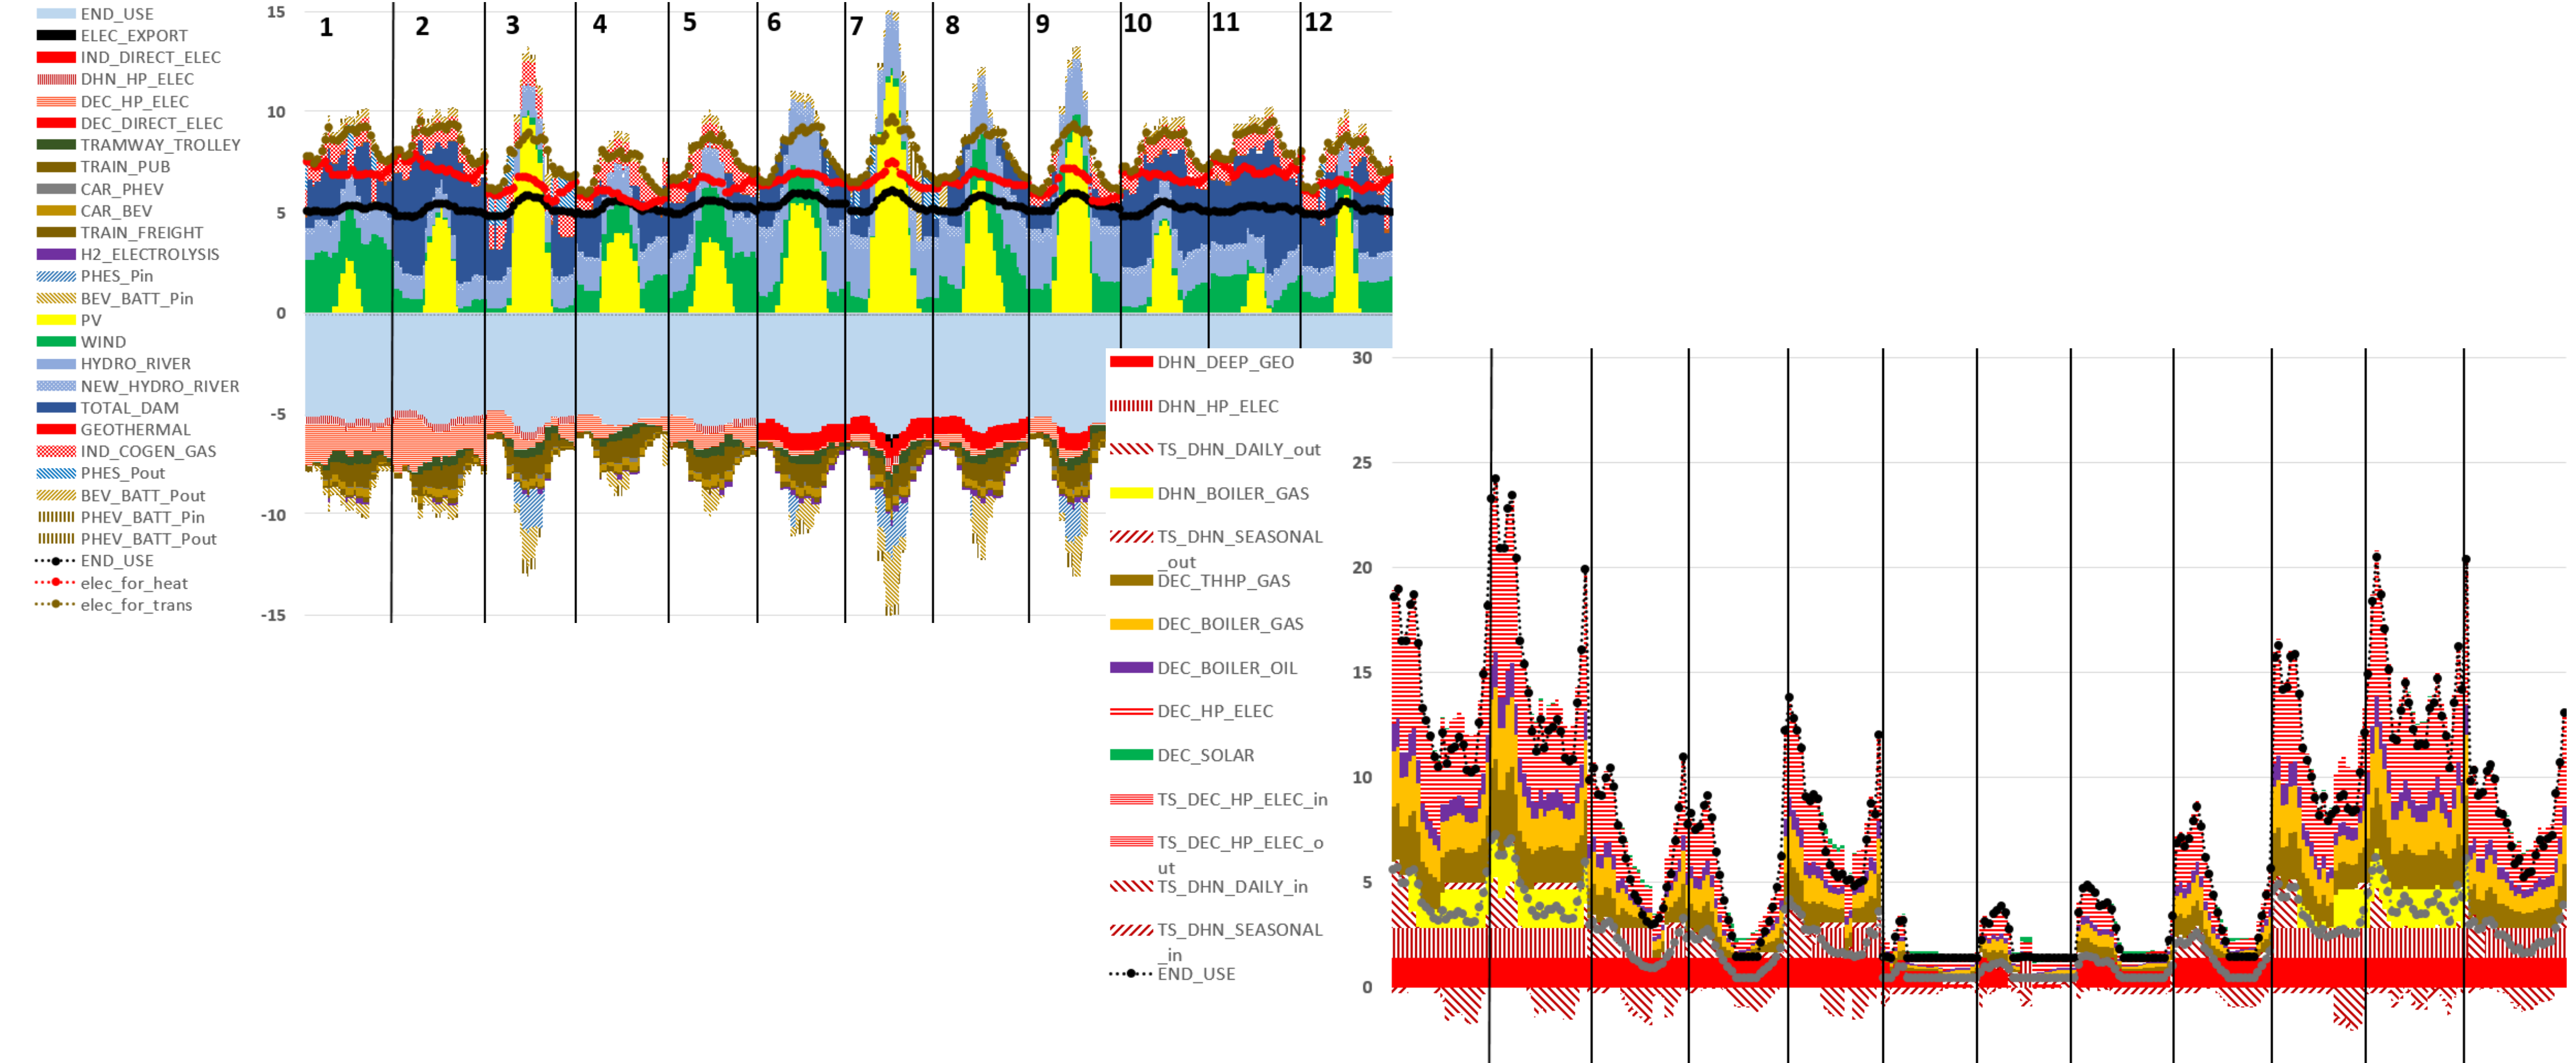 END_USE
ELEC_EXPORT
IND_DIRECT_ELEC
DHN_HP_ELEC
DEC_HP_ELEC
DEC_DIRECT_ELEC
TRAMWAY_TROLLEY
TRAIN_PUB
CAR_PHEV
CAR_BEV
TRAIN_FREIGHT
H2_ELECTROLYSIS
PHES_Pin
BEV_BATT_Pin
PV
WIND
HYDRO_RIVER
NEW_HYDRO_RIVER
TOTAL_DAM
GEOTHERMAL
IND_COGEN_GAS
PHES_Pout
BEV_BATT_Pout
PHEV_BATT_Pin
PHEV_BATT_Pout
END_USE
elec_for_heat
elec_for_trans
15
10
5
0
-5
-10
-15
1 2 3 4 5 6 7 8 9 10 11 12
DHN_DEEP_GEO
DHN_HP_ELEC
TS_DHN_DAILY_out
DHN_BOILER_GAS
TS_DHN_SEASONAL
_out
DEC_THHP_GAS
DEC_BOILER_GAS
DEC_BOILER_OIL
DEC_HP_ELEC
DEC_SOLAR
TS_DEC_HP_ELEC_in
TS_DEC_HP_ELEC_o
ut
TS_DHN_DAILY_in
TS_DHN_SEASONAL
_in
END_USE
30
25
20
15
10
5
0